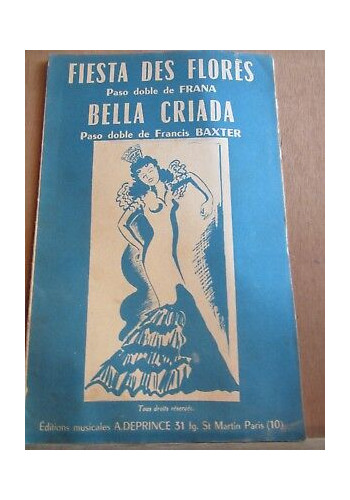 FIESTA DES FLORÈS
Paso doble de FRANA
BELLA CRIADA
Paso doble de Francis BAXTER
Tous droits réservés.
Éditions musicales A.DEPRINCE 31 fg. St Martin Paris (10)